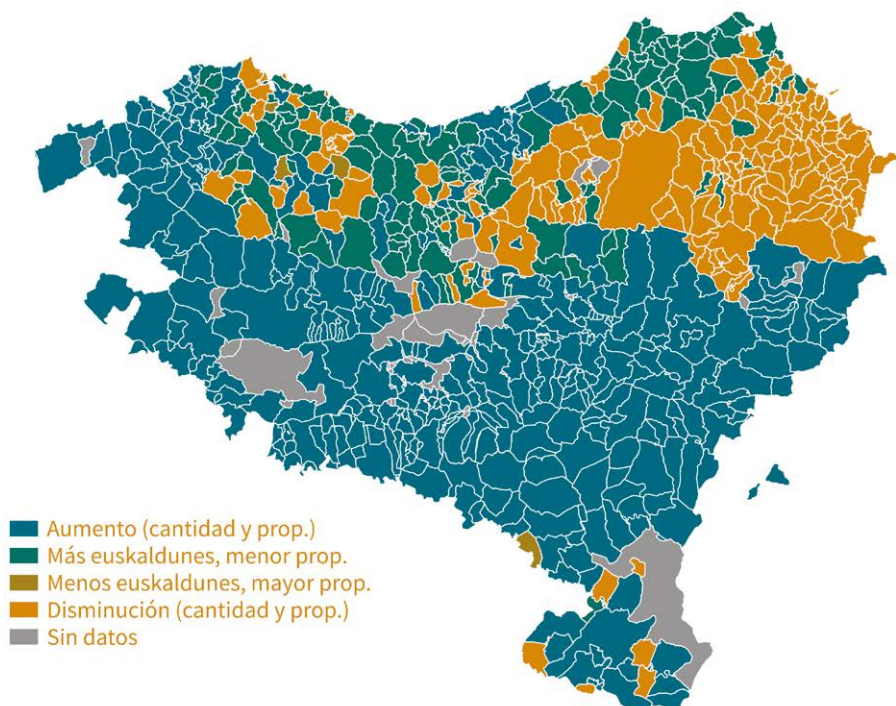 Aumento (cantidad y prop.)
Más euskaldunes, menor prop.
Menos euskaldunes, mayor prop.
Disminución (cantidad y prop.)
Sin datos